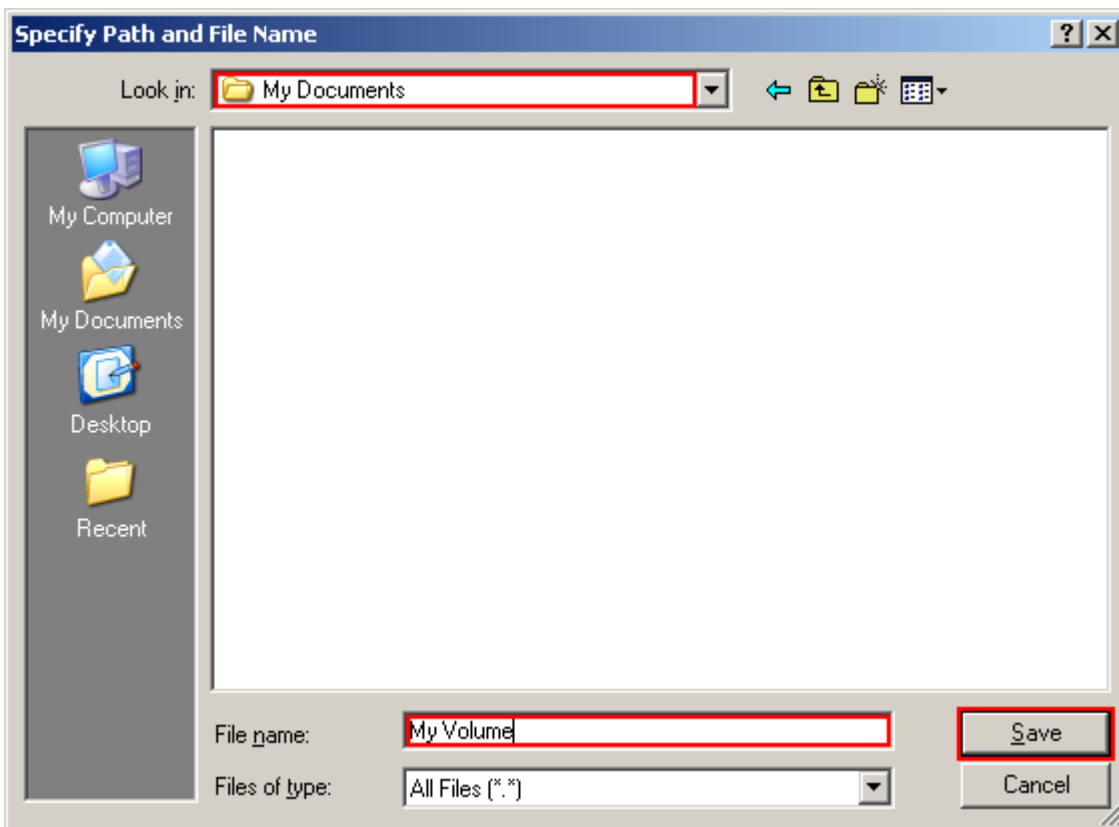 Specify Path and File Name
Look in: My Documents
My Computer
My Documents
Desktop
Recent
File name: My Volume Save
Files of type: All Files (*.*) Cancel